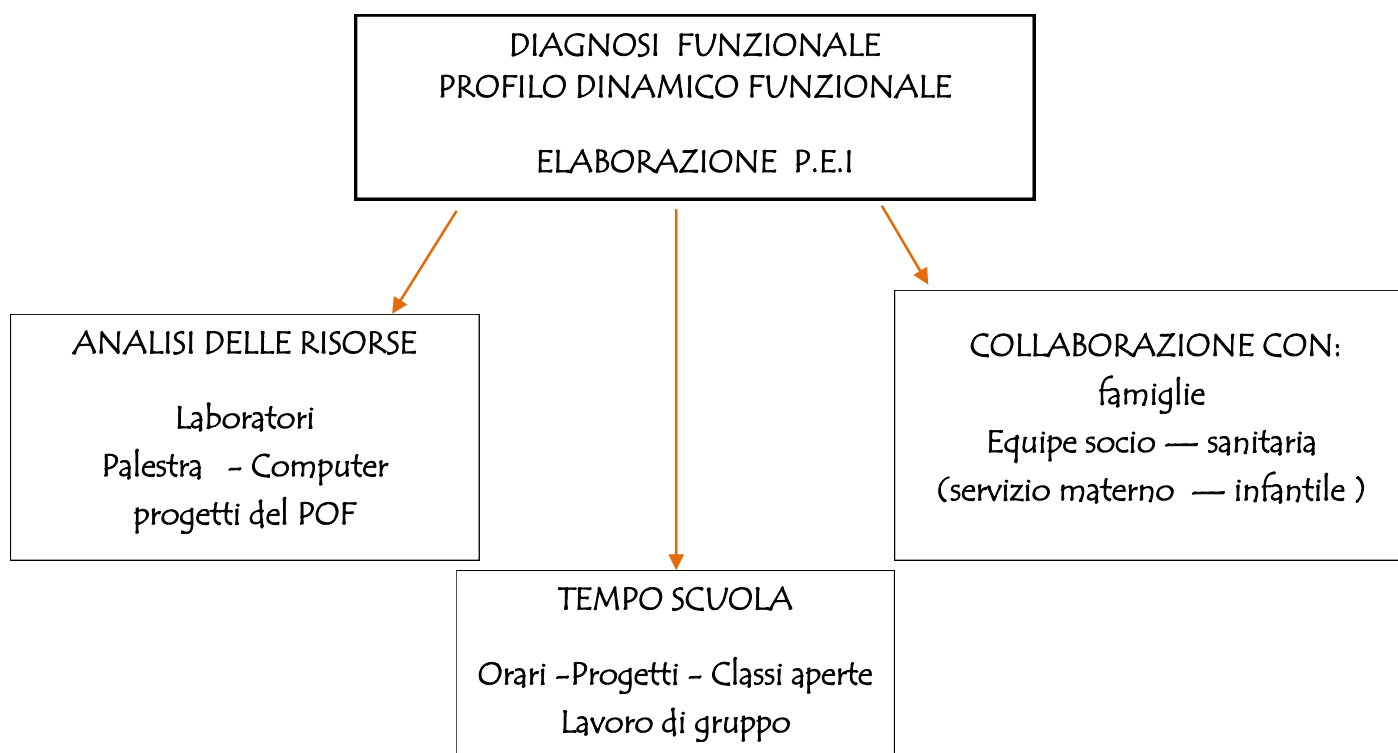 DIAGNOSI FUNZIONALE
PROFILO DINAMICO FUNZIONALE
ELABORAZIONE P.E.I
ANALISI DELLE RISORSE
Laboratori
Palestra - Computer
progetti del POF
COLLABORAZIONE CON:
famiglie
Equipe socio — sanitaria
(servizio materno — infantile )
TEMPO SCUOLA
Orari -Progetti - Classi aperte
Lavoro di gruppo